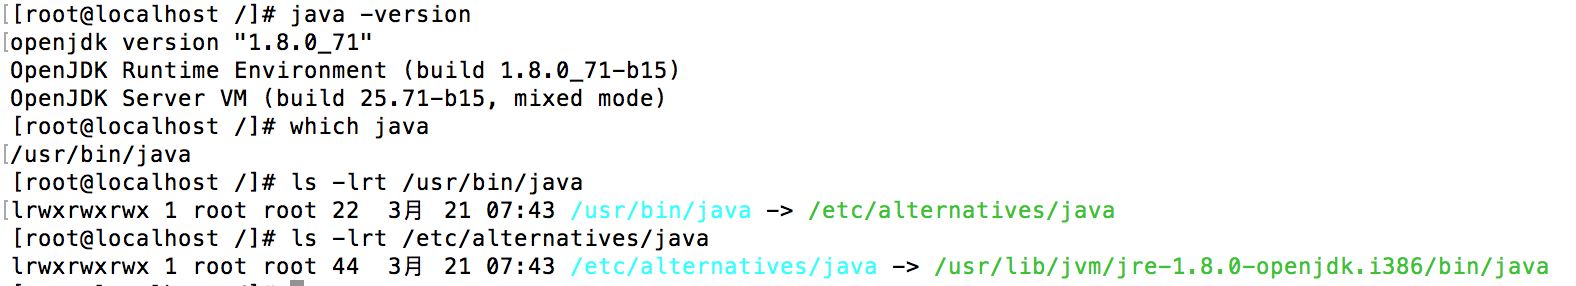 [[root@localhost /]# java -version
[openjdk version "1.8.0_71"
OpenJDK Runtime Environment (build 1.8.0_71-b15)
OpenJDK Server VM (build 25.71-b15, mixed mode)
[root@localhost /]# which java
[/usr/bin/java
[root@localhost /]# ls -lrt /usr/bin/java
[lrwxrwxrwx 1 root root 22  3月  21 07:43 /usr/bin/java -> /etc/alternatives/java
[root@localhost /]# ls -lrt /etc/alternatives/java
lrwxrwxrwx 1 root root 44  3月  21 07:43 /etc/alternatives/java -> /usr/lib/jvm/jre-1.8.0-openjdk.i386/bin/java